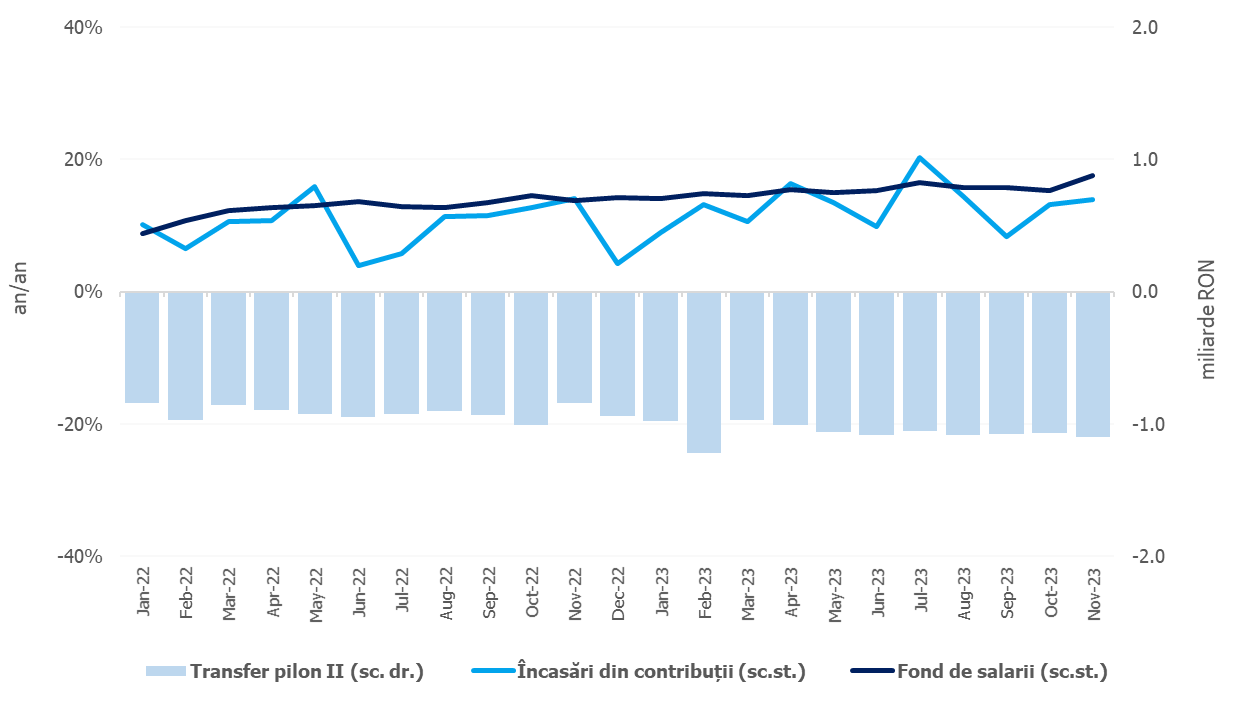 40%
20%
0%
-20%
-40%
an/an
2.0
1.0
0.0
-1.0
-2.0
miliarde RON
Jan-22
Feb-22
Mar-22
Apr-22
May-22
Jun-22
Jul-22
Aug-22
Sep-22
Oct-22
Nov-22
Dec-22
Jan-23
Feb-23
Mar-23
Apr-23
May-23
Jun-23
Jul-23
Aug-23
Sep-23
Oct-23
Nov-23
Transfer pilon II (sc. dr.)
Încasări din contribuții (sc.st.)
Fond de salarii (sc.st.)